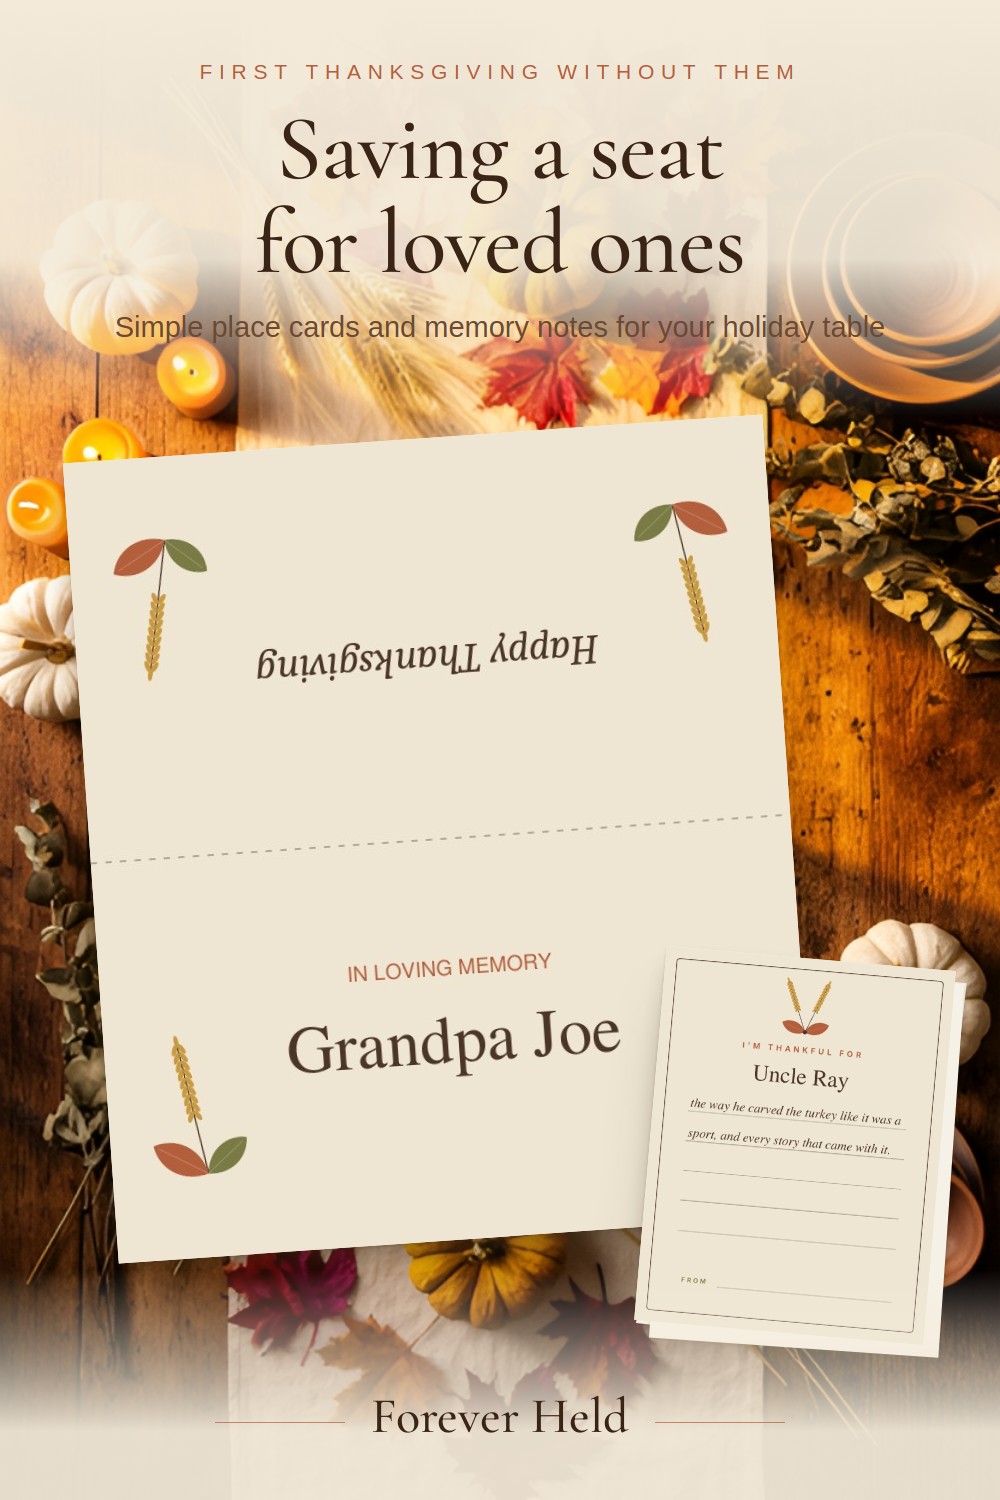 FIRST THANKSGIVING WITHOUT THEM
Saving a seat
for loved ones
Simple place cards and memory notes for your holiday table
Happy Thanksgiving
IN LOVING MEMORY
Grandpa Joe
I'M THANKFUL FOR
Uncle Ray
the way he carved the turkey like it was a
sport, and every story that came with it.
FROM
Forever Held